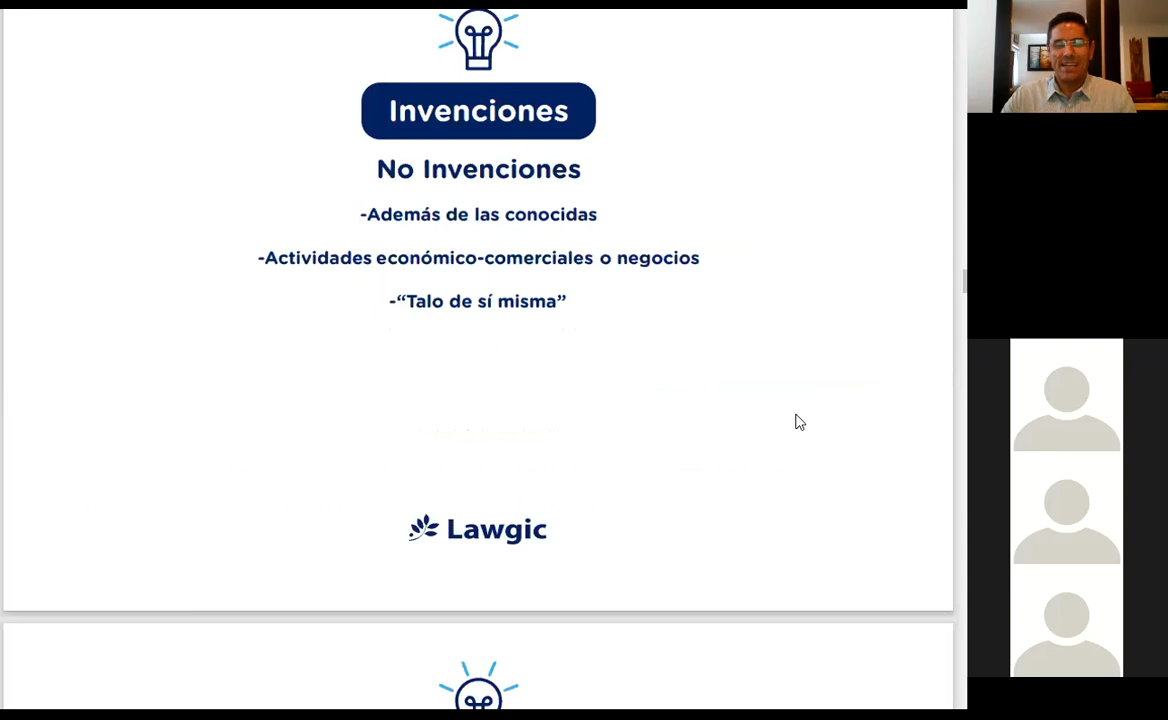 Invenciones
No Invenciones
-Además de las conocidas
-Actividades económico-comerciales o negocios
-“Talo de sí misma”
Lawgic